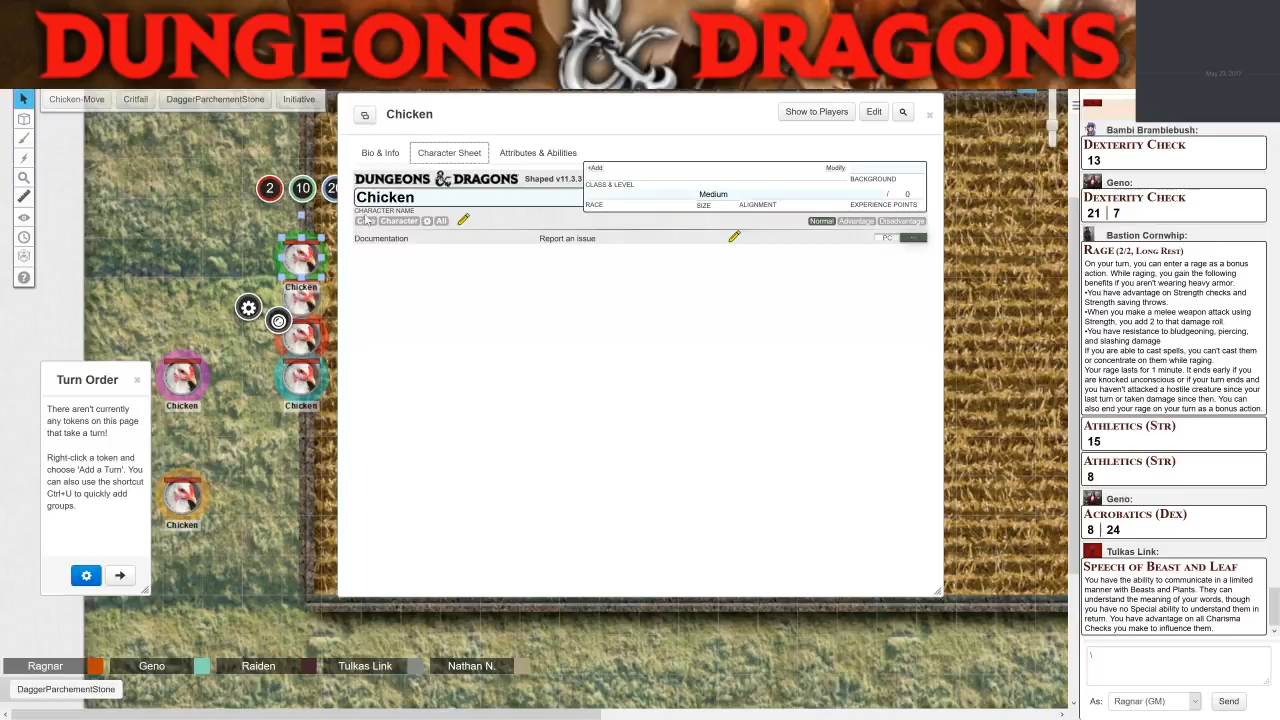 DUNGEONS & DRAGONS
May 23, 2017
Chicken-Move
Critfall
DaggerParchementStone
Initiative
2
10
20
Chicken
Chicken
Chicken
Chicken
Chicken
Turn Order
There aren't currently
any tokens on this page
that take a turn!
Right-click a token and
choose 'Add a Turn'. You
can also use the shortcut
Ctrl+U to quickly add
groups.
Chicken
Show to Players
Edit
Bio & Info
Character Sheet
Attributes & Abilities
DUNGEONS & DRAGONS Shaped v11.3.3
Chicken
CHARACTER NAME
+Add
Modify
CLASS & LEVEL
BACKGROUND
Medium
/ 0
RACE
SIZE
ALIGNMENT
EXPERIENCE POINTS
Character
All
Normal
Advantage
Disadvantage
Documentation
Report an issue
PC
Bambi Bramblebush:
DEXTERITY CHECK
13
Geno:
DEXTERITY CHECK
21 | 7
Bastion Cornwhip:
RAGE (2/2, LONG REST)
On your turn, you can enter a rage as a bonus
action. While raging, you gain the following
benefits if you aren't wearing heavy armor.
•You have advantage on Strength checks and
Strength saving throws.
•When you make a melee weapon attack using
Strength, you add 2 to that damage roll.
•You have resistance to bludgeoning, piercing,
and slashing damage
If you are able to cast spells, you can't cast them
or concentrate on them while raging.
Your rage lasts for 1 minute. It ends early if you
are knocked unconscious or if your turn ends and
you haven't attacked a hostile creature since your
last turn or taken damage since then. You can
also end your rage on your turn as a bonus action.
ATHLETICS (STR)
15
ATHLETICS (STR)
8
Geno:
ACROBATICS (DEX)
8 | 24
Tulkas Link:
SPEECH OF BEAST AND LEAF
You have the ability to communicate in a limited
manner with Beasts and Plants. They can
understand the meaning of your words, though
you have no Special ability to understand them in
return. You have advantage on all Charisma
Checks you make to influence them.
\
As:
Ragnar (GM)
Send
Ragnar
Geno
Raiden
Tulkas Link
Nathan N.
DaggerParchementStone